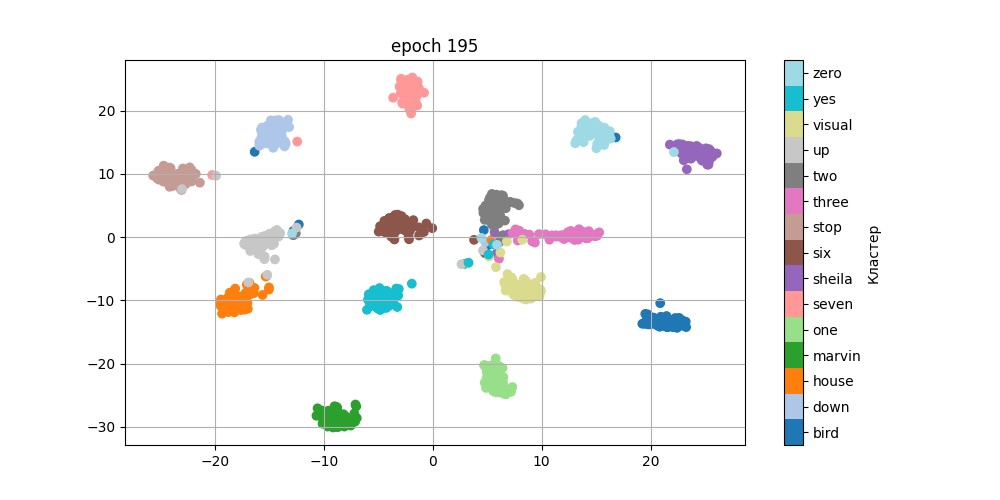 epoch 195
20
10
0
−10
−20
−30
−20
−10
0
10
20
zero
yes
visual
up
two
three
stop
six
sheila
seven
one
marvin
house
down
bird
Кластер